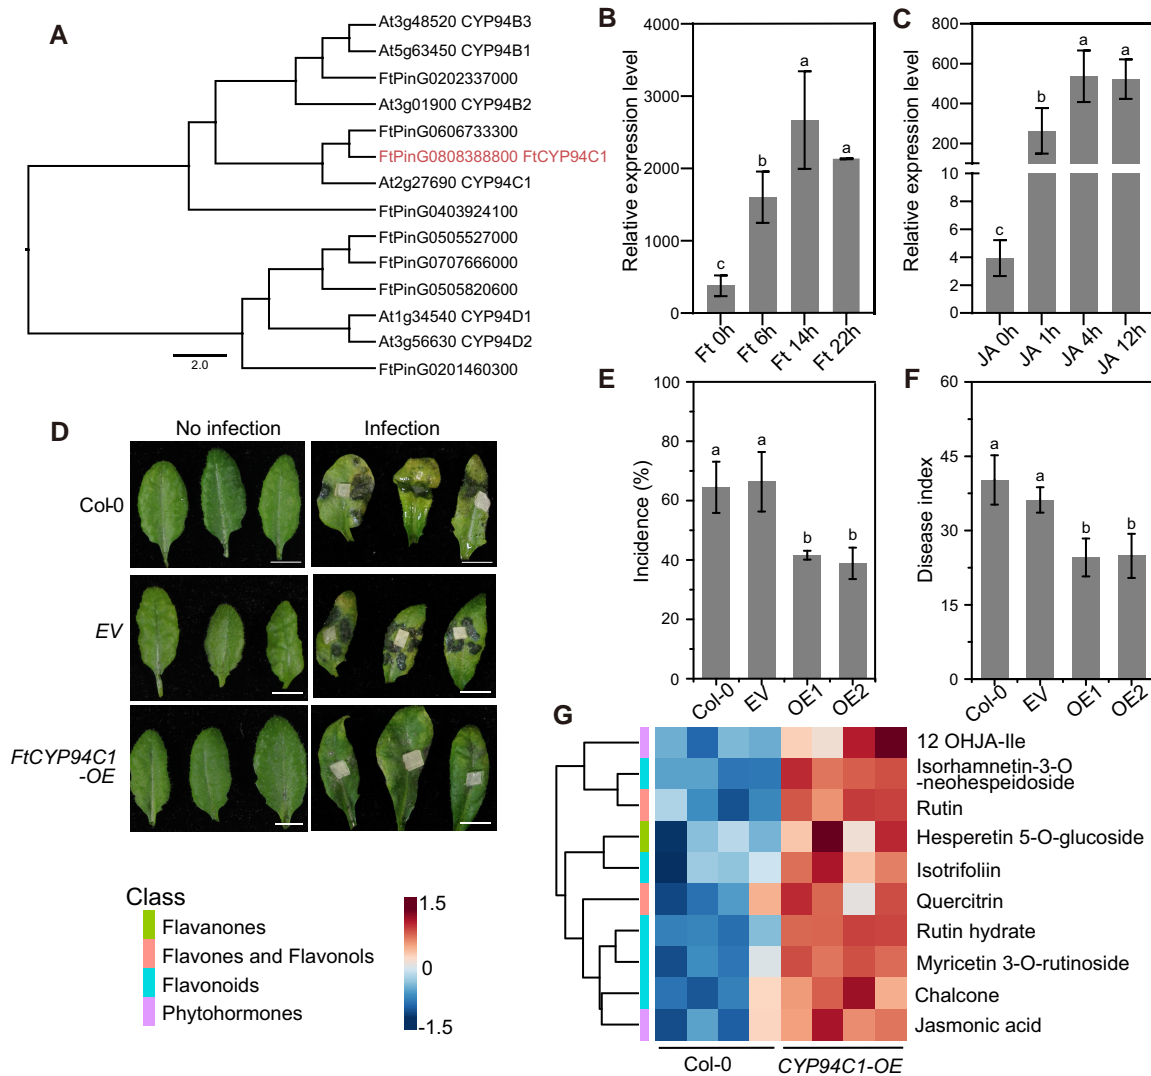 A
At3g48520 CYP94B3
At5g63450 CYP94B1
FtPinG0202337000
At3g01900 CYP94B2
FtPinG0606733300
FtPinG0808388800 FtCYP94C1
At2g27690 CYP94C1
FtPinG0403924100
FtPinG0505527000
FtPinG0707666000
FtPinG0505820600
At1g34540 CYP94D1
At3g56630 CYP94D2
FtPinG0201460300
2.0
B
Relative expression level
4000
3000
2000
1000
0
c
b
a
a
Ft 0h
Ft 6h
Ft 14h
Ft 22h
C
Relative expression level
800
600
400
200
10
8
6
4
2
0
c
b
a
a
JA 0h
JA 1h
JA 4h
JA 12h
D
No infection
Infection
Col-0
EV
FtCYP94C1
-OE
E
Incidence (%)
100
80
60
40
20
0
a
a
b
b
Col-0
EV
OE1
OE2
F
Disease index
60
45
30
15
0
a
a
b
b
Col-0
EV
OE1
OE2
G
12 OHJA-Ile
Isorhamnetin-3-O
-neohespeidoside
Rutin
Hesperetin 5-O-glucoside
Isotrifoliin
Quercitrin
Rutin hydrate
Myricetin 3-O-rutinoside
Chalcone
Jasmonic acid
Col-0
CYP94C1-OE
Class
Flavanones
Flavones and Flavonols
Flavonoids
Phytohormones
1.5
0
-1.5